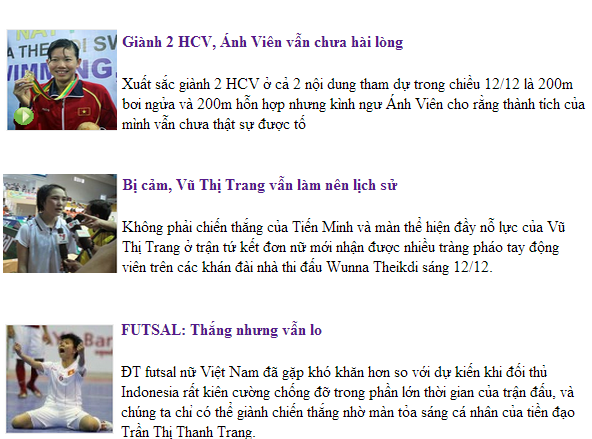 A THE SW
WIMMING
Giành 2 HCV, Ánh Viên vẫn chưa hài lòng
Xuất sắc giành 2 HCV ở cả 2 nội dung tham dự trong chiều 12/12 là 200m
bơi ngửa và 200m hỗn hợp nhưng kình ngư Ánh Viên cho rằng thành tích của
mình vẫn chưa thật sự được tố
Bị cảm, Vũ Thị Trang vẫn làm nên lịch sử
Không phải chiến thắng của Tiến Minh và màn thể hiện đầy nỗ lực của Vũ
Thị Trang ở trận tứ kết đơn nữ mới nhận được nhiều tràng pháo tay động
viên trên các khán đài nhà thi đấu Wunna Theikdi sáng 12/12.
FUTSAL: Thắng nhưng vẫn lo
ĐT futsal nữ Việt Nam đã gặp khó khăn hơn so với dự kiến khi đối thủ
Indonesia rất kiên cường chống đỡ trong phần lớn thời gian của trận đấu, và
chúng ta chỉ có thể giành chiến thắng nhờ màn tỏa sáng cá nhân của tiền đạo
Trần Thị Thanh Trang.